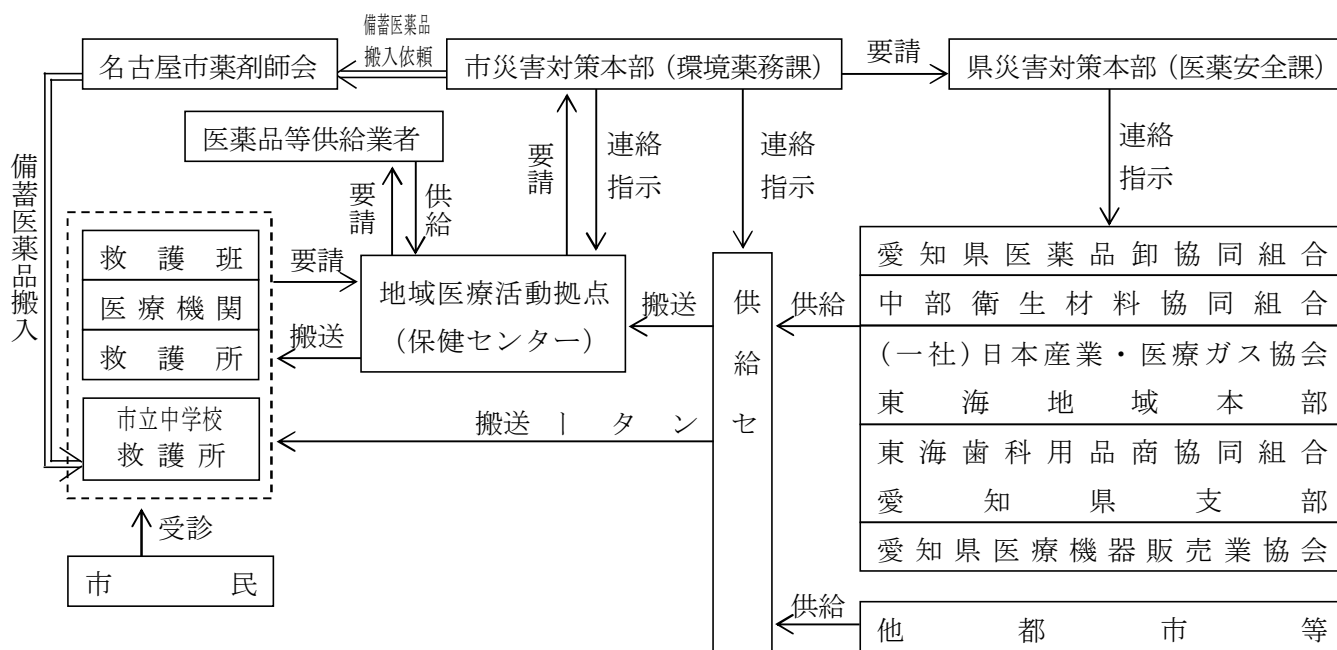 備蓄医薬品
搬入依頼
名古屋市薬剤師会
市災害対策本部(環境薬務課)
要請
県災害対策本部(医薬安全課)
医薬品等供給業者
要請
供給
要請
連絡
指示
連絡
指示
連絡
指示
備蓄医薬品搬入
救護班
医療機関
救護所
市立中学校
救護所
要請
搬送
地域医療活動拠点
(保健センター)
搬送
供給セ
搬送ータン
供給
愛知県医薬品卸協同組合
中部衛生材料協同組合
(一社)日本産業・医療ガス協会
東海地域本部
東海歯科用品商協同組合
愛知県支部
愛知県医療機器販売業協会
受診
市民
供給
他都市等